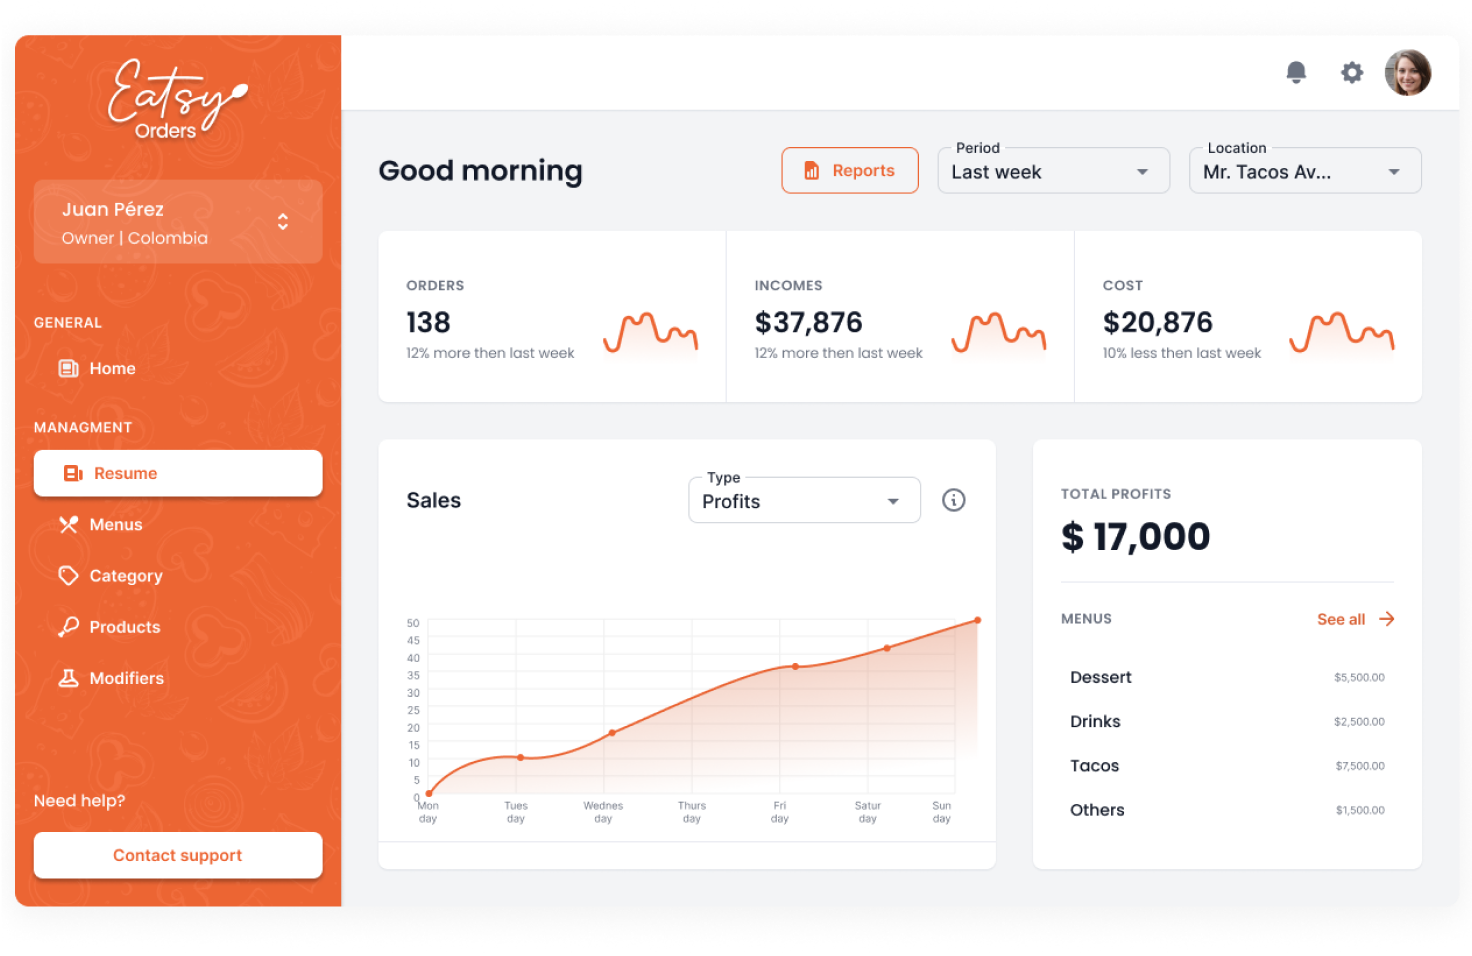 Eatsy
Orders
Juan Pérez
Owner | Colombia
GENERAL
Home
MANAGMENT
Resume
Menus
Category
Products
Modifiers
Need help?
Contact support
Good morning
Reports
Period
Last week
Location
Mr. Tacos Av...
ORDERS
138
12% more then last week
INCOMES
$37,876
12% more then last week
COST
$20,876
10% less then last week
Sales
Type
Profits
50
45
40
35
30
25
20
15
10
5
0
Mon
day
Tues
day
Wednes
day
Thurs
day
Fri
day
Satur
day
Sun
day
TOTAL PROFITS
$ 17,000
MENUS
See all
Dessert
$5,500.00
Drinks
$2,500.00
Tacos
$7,500.00
Others
$1,500.00